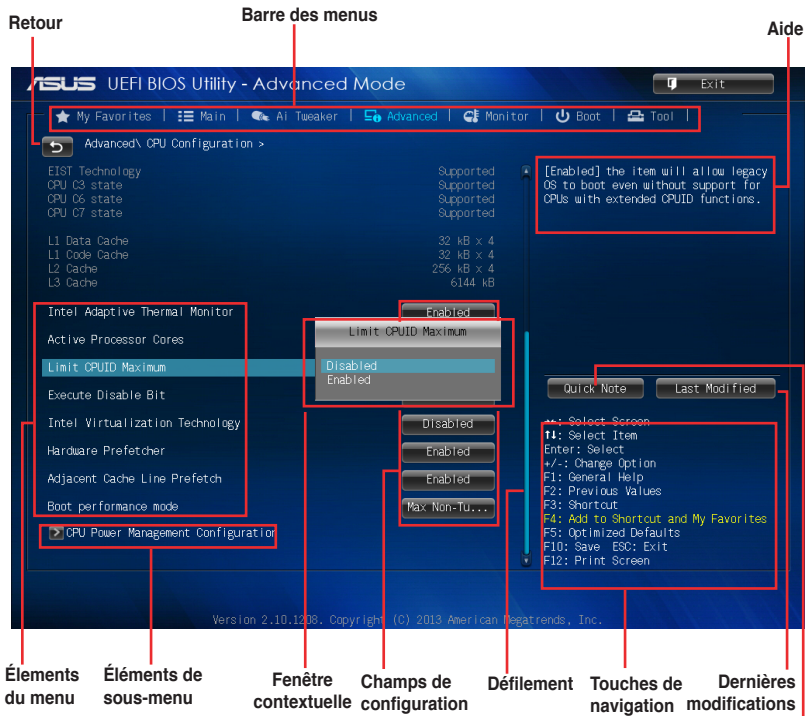 Retour
Barre des menus
Aide
ASUS UEFI BIOS Utility - Advanced Mode
Exit
My Favorites | Main | Ai Tweaker | Advanced | Monitor | Boot | Tool |
Advanced\ CPU Configuration >
EIST Technology Supported
CPU C3 state Supported
CPU C6 state Supported
CPU C7 state Supported
L1 Data Cache 32 kB x 4
L1 Code Cache 32 kB x 4
L2 Cache 256 kB x 4
L3 Cache 6144 kB
[Enabled] the item will allow legacy
OS to boot even without support for
CPUs with extended CPUID functions.
Intel Adaptive Thermal Monitor Enabled
Active Processor Cores
Limit CPUID Maximum
Limit CPUID Maximum
Disabled
Enabled
Execute Disable Bit
Intel Virtualization Technology Disabled
Hardware Prefetcher Enabled
Adjacent Cache Line Prefetch Enabled
Boot performance mode Max Non-Tu...
> CPU Power Management Configuration
Quick Note Last Modified
→←: Select Screen
↑↓: Select Item
Enter: Select
+/-: Change Option
F1: General Help
F2: Previous Values
F3: Shortcut
F4: Add to Shortcut and My Favorites
F5: Optimized Defaults
F10: Save ESC: Exit
F12: Print Screen
Version 2.10.1208. Copyright (C) 2013 American Megatrends, Inc.
Élements
du menu
Éléments de
sous-menu
Fenêtre
contextuelle
Champs de
configuration
Défilement
Touches de
navigation
Dernières
modifications